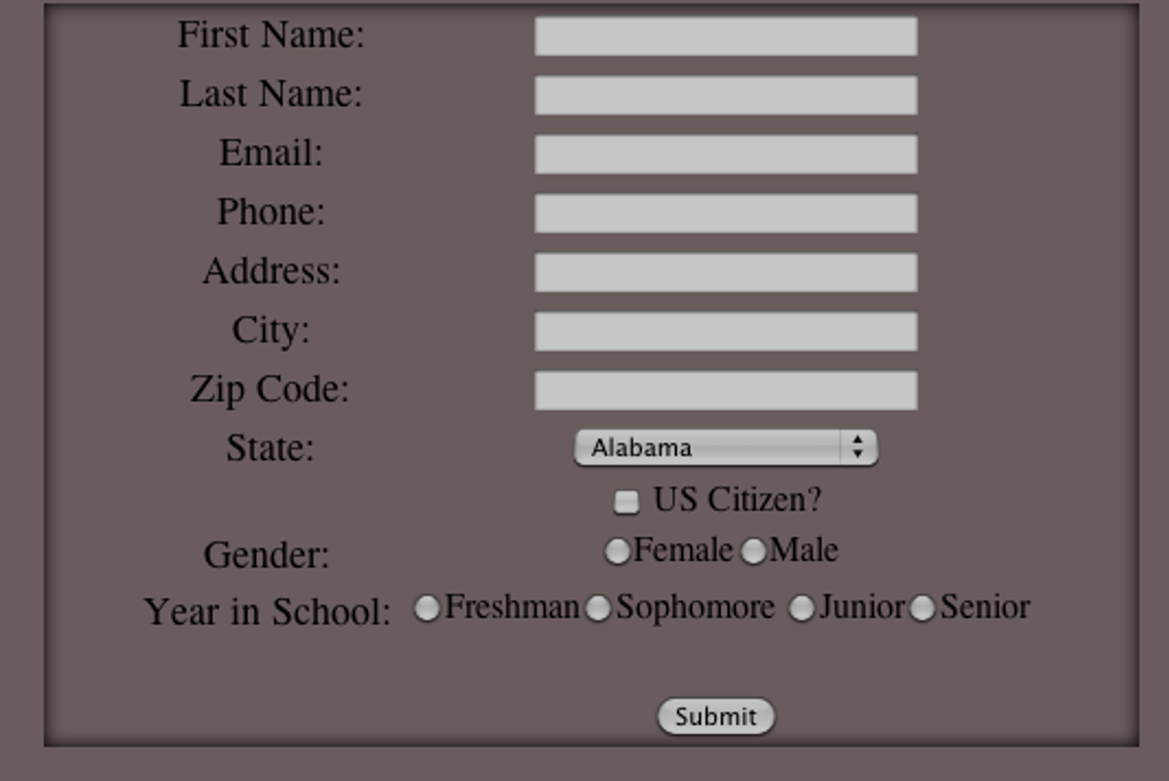 First Name:
Last Name:
Email:
Phone:
Address:
City:
Zip Code:
State: Alabama
US Citizen?
Gender: Female Male
Year in School: Freshman Sophomore Junior Senior
Submit